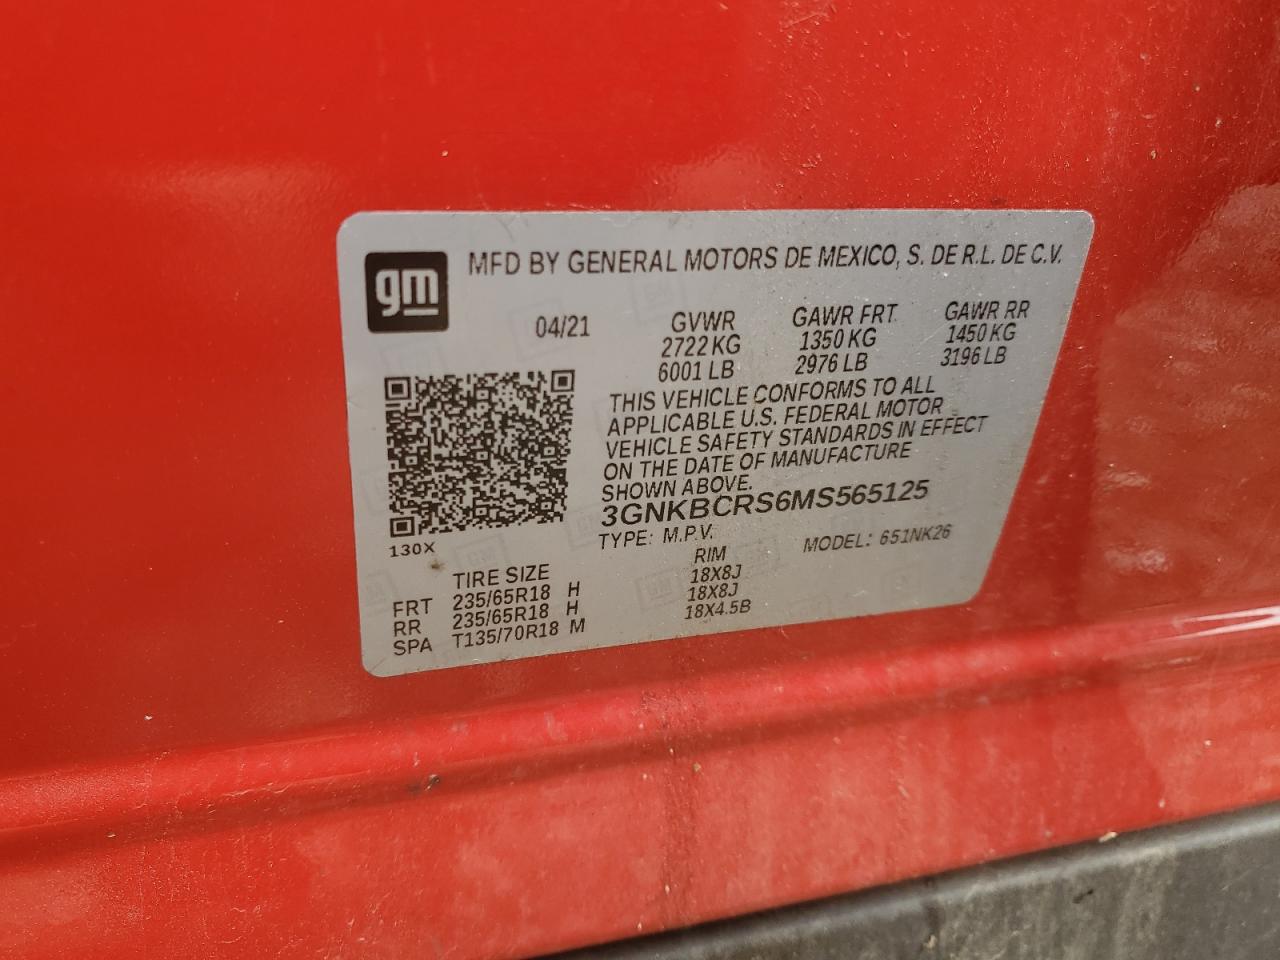 gm
MFD BY GENERAL MOTORS DE MEXICO, S. DE R.L. DE C.V.
04/21
GVWR GAWR FRT GAWR RR
2722 KG 1350 KG 1450 KG
6001 LB 2976 LB 3196 LB
THIS VEHICLE CONFORMS TO ALL
APPLICABLE U.S. FEDERAL MOTOR
VEHICLE SAFETY STANDARDS IN EFFECT
ON THE DATE OF MANUFACTURE
SHOWN ABOVE.
3GNKBCRS6MS565125
TYPE: M.P.V. MODEL: 651NK26
130X
TIRE SIZE RIM
FRT 235/65R18 H 18X8J
RR 235/65R18 H 18X8J
SPA T135/70R18 M 18X4.5B